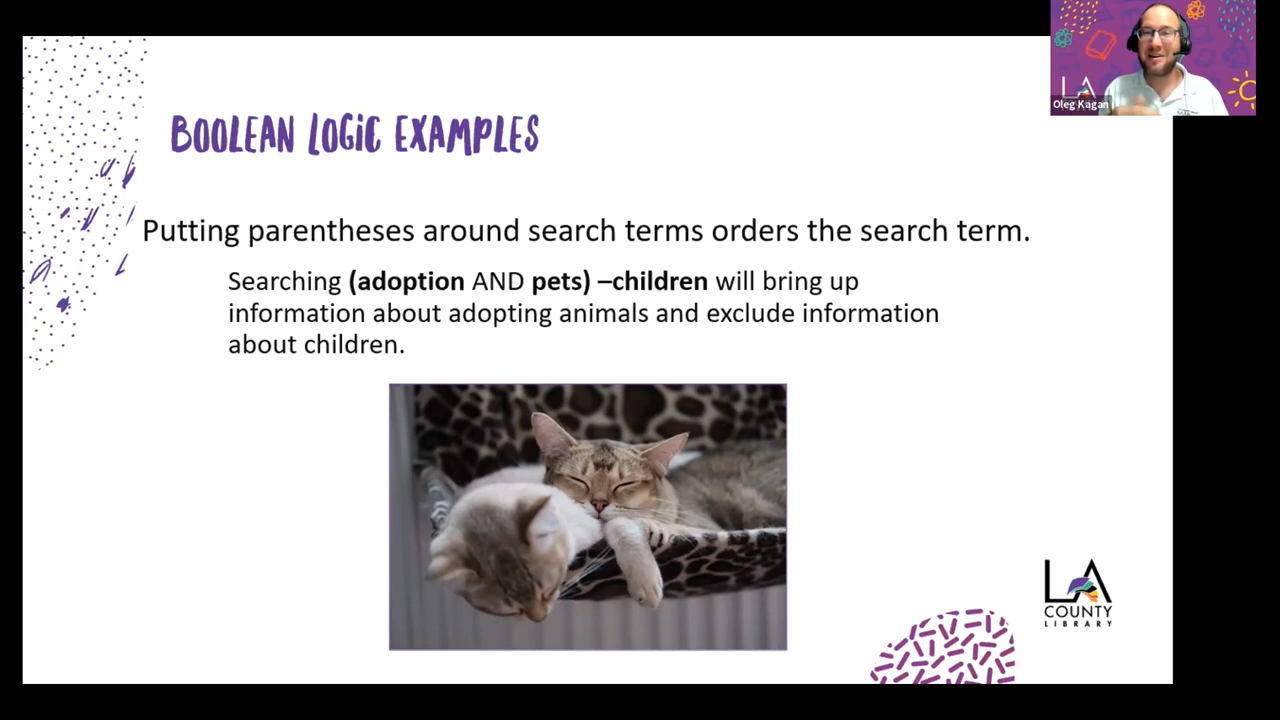 BOOLEAN LOGIC EXAMPLES
Putting parentheses around search terms orders the search term.
Searching (adoption AND pets) –children will bring up
information about adopting animals and exclude information
about children.
LA
Oleg Kagan
LA
COUNTY
LIBRARY